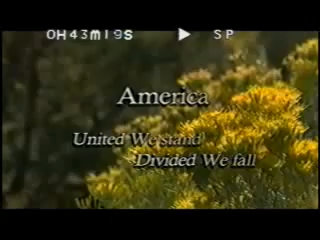 0H43m19s ▶ SP
America
United We stand
Divided We fall